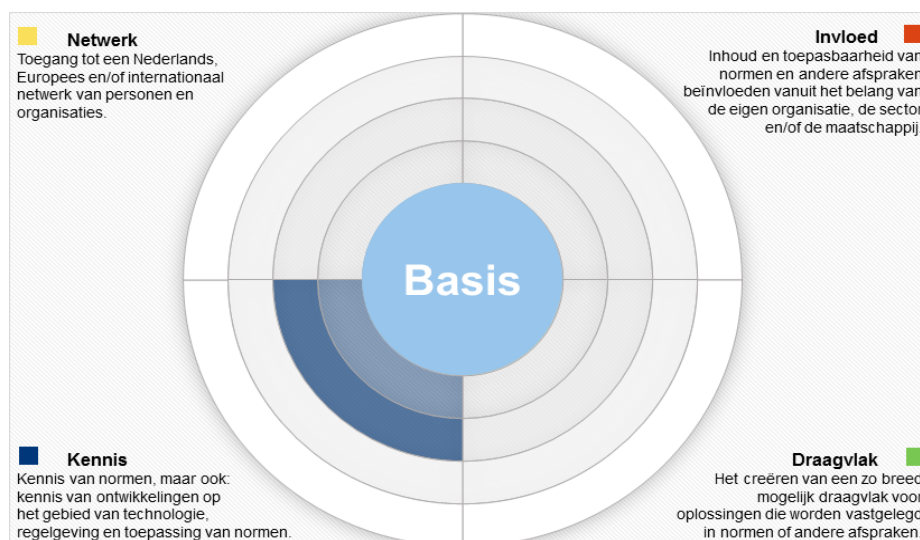 Netwerk
Toegang tot een Nederlands,
Europees en/of internationaal
netwerk van personen en
organisaties.
Invloed
Inhoud en toepasbaarheid van
normen en andere afspraken
beïnvloeden vanuit het belang van
de eigen organisatie, de sector
en/of de maatschappij.
Basis
Kennis
Kennis van normen, maar ook:
kennis van ontwikkelingen op
het gebied van technologie,
regelgeving en toepassing van normen.
Draagvlak
Het creëren van een zo breed
mogelijk draagvlak voor
oplossingen die worden vastgelegd
in normen of andere afspraken.